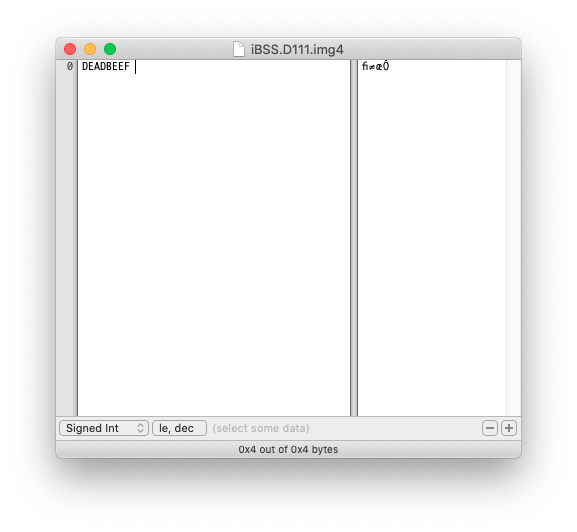 iBSS.D111.img4
0 DEADBEEF ﬁ≠æÔ
Signed Int le, dec (select some data)
0x4 out of 0x4 bytes